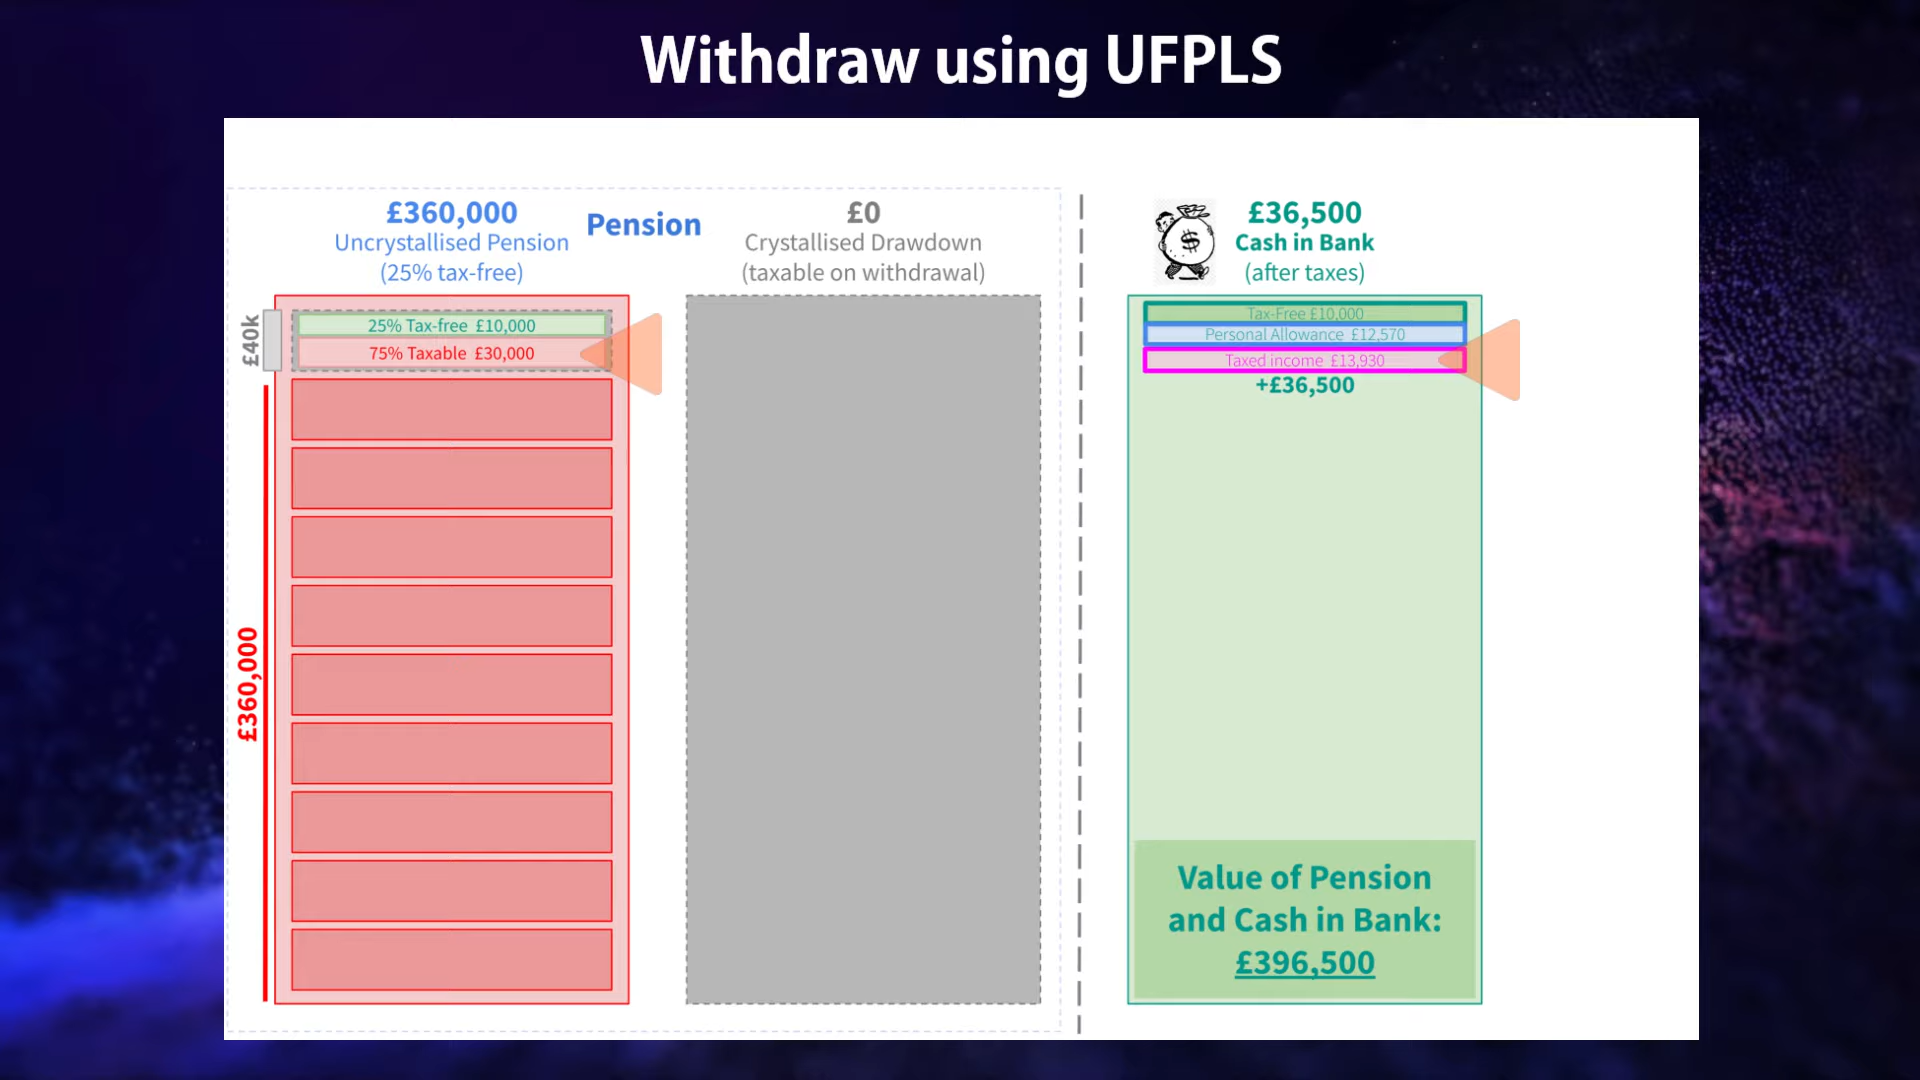 Withdraw using UFPLS
Pension
£360,000
Uncrystallised Pension
(25% tax-free)
£0
Crystallised Drawdown
(taxable on withdrawal)
$
£36,500
Cash in Bank
(after taxes)
£40k
25% Tax-free £10,000
75% Taxable £30,000
£360,000
Tax-Free £10,000
Personal Allowance £12,570
Taxed income £13,930
+£36,500
Value of Pension
and Cash in Bank:
£396,500